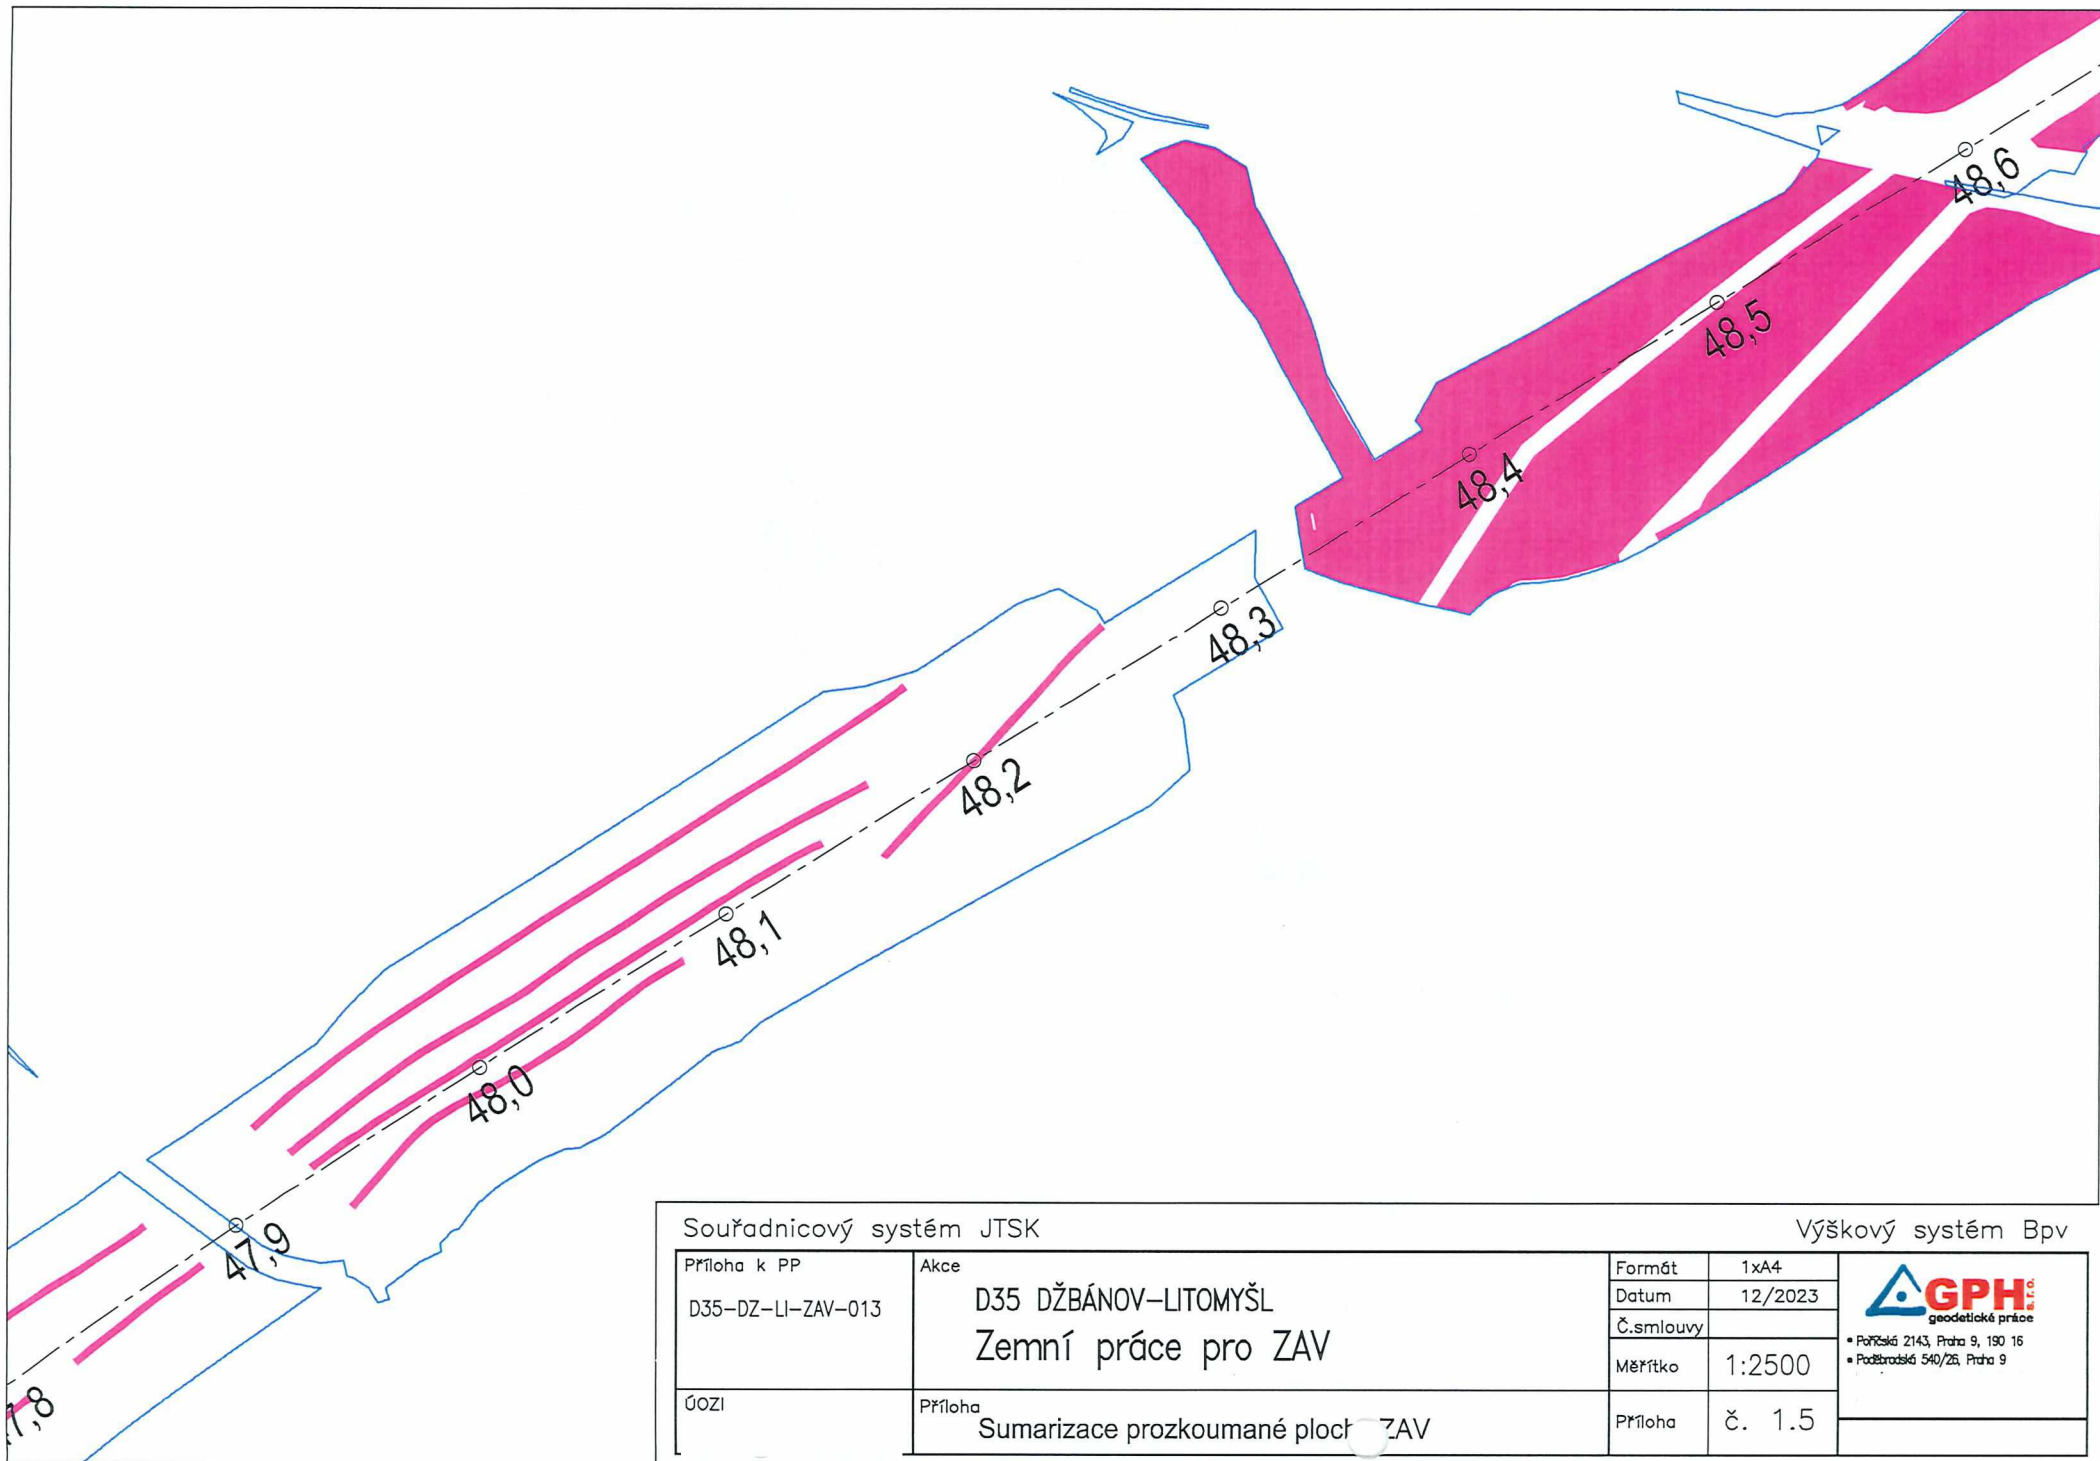 48,6
48,5
48,4
48,3
48,2
48,1
48,0
47,9
7,8
Souřadnicový systém JTSK
Výškový systém Bpv
Příloha k PP
D35-DZ-LI-ZAV-013
Akce
D35 DŽBÁNOV-LITOMYŠL
Zemní práce pro ZAV
Formát 1xA4
Datum 12/2023
Č.smlouvy
Měřítko 1:2500
GPH s.r.o.
geodetické práce
• Poříčská 2143, Praha 9, 190 16
• Poděbradská 540/26, Praha 9
ÚOZI
Příloha
Sumarizace prozkoumané ZAV
Příloha č. 1.5